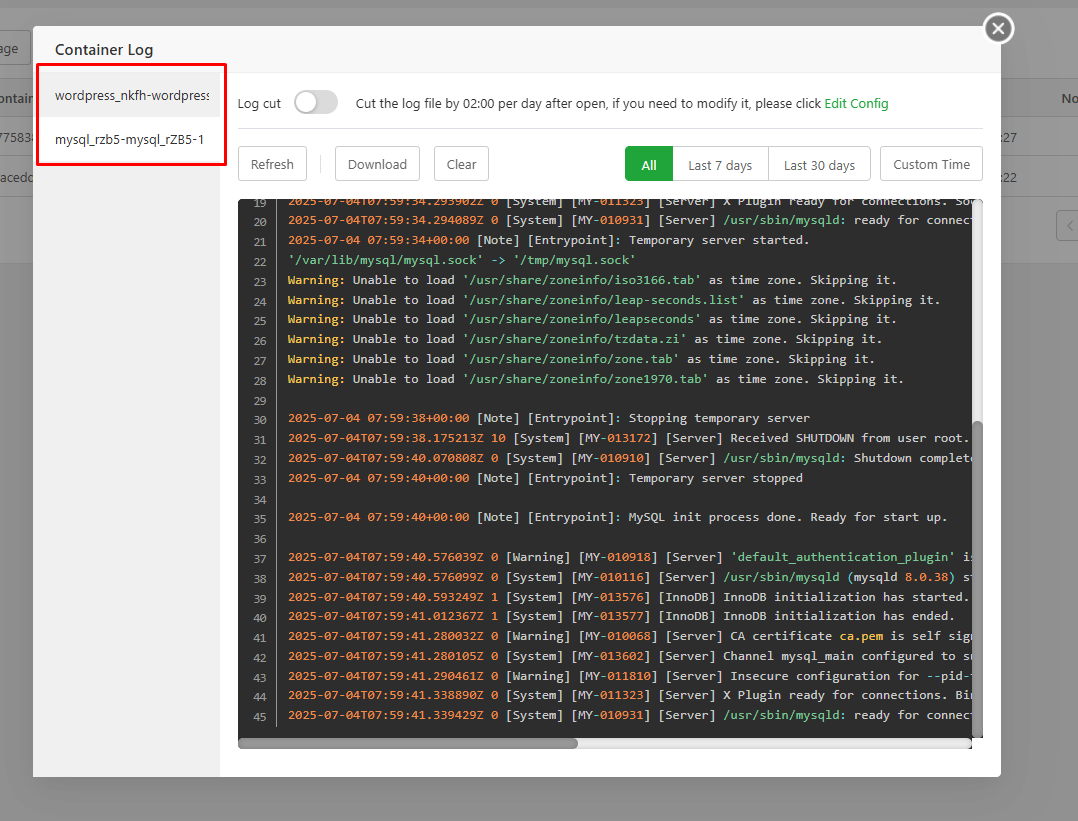 Container Log
age
ontain
No
wordpress_nkfh-wordpress
mysql_rzb5-mysql_rZB5-1
77583
:27
acedo
:22
Log cut
Cut the log file by 02:00 per day after open, if you need to modify it, please click Edit Config
Refresh
Download
Clear
All
Last 7 days
Last 30 days
Custom Time
19 2025-07-04T07:59:34.293902Z 0 [System] [MY-011323] [Server] X Plugin ready for connections. Soc
20 2025-07-04T07:59:34.294089Z 0 [System] [MY-010931] [Server] /usr/sbin/mysqld: ready for connect
21 2025-07-04 07:59:34+00:00 [Note] [Entrypoint]: Temporary server started.
22 '/var/lib/mysql/mysql.sock' -> '/tmp/mysql.sock'
23 Warning: Unable to load '/usr/share/zoneinfo/iso3166.tab' as time zone. Skipping it.
24 Warning: Unable to load '/usr/share/zoneinfo/leap-seconds.list' as time zone. Skipping it.
25 Warning: Unable to load '/usr/share/zoneinfo/leapseconds' as time zone. Skipping it.
26 Warning: Unable to load '/usr/share/zoneinfo/tzdata.zi' as time zone. Skipping it.
27 Warning: Unable to load '/usr/share/zoneinfo/zone.tab' as time zone. Skipping it.
28 Warning: Unable to load '/usr/share/zoneinfo/zone1970.tab' as time zone. Skipping it.
29
30 2025-07-04 07:59:38+00:00 [Note] [Entrypoint]: Stopping temporary server
31 2025-07-04T07:59:38.175213Z 10 [System] [MY-013172] [Server] Received SHUTDOWN from user root.
32 2025-07-04T07:59:40.070808Z 0 [System] [MY-010910] [Server] /usr/sbin/mysqld: Shutdown complete
33 2025-07-04 07:59:40+00:00 [Note] [Entrypoint]: Temporary server stopped
34
35 2025-07-04 07:59:40+00:00 [Note] [Entrypoint]: MySQL init process done. Ready for start up.
36
37 2025-07-04T07:59:40.576039Z 0 [Warning] [MY-010918] [Server] 'default_authentication_plugin' is
38 2025-07-04T07:59:40.576099Z 0 [System] [MY-010116] [Server] /usr/sbin/mysqld (mysqld 8.0.38) st
39 2025-07-04T07:59:40.593249Z 1 [System] [MY-013576] [InnoDB] InnoDB initialization has started.
40 2025-07-04T07:59:41.012367Z 1 [System] [MY-013577] [InnoDB] InnoDB initialization has ended.
41 2025-07-04T07:59:41.280032Z 0 [Warning] [MY-010068] [Server] CA certificate ca.pem is self sign
42 2025-07-04T07:59:41.280105Z 0 [System] [MY-013602] [Server] Channel mysql_main configured to su
43 2025-07-04T07:59:41.290461Z 0 [Warning] [MY-011810] [Server] Insecure configuration for --pid-f
44 2025-07-04T07:59:41.338890Z 0 [System] [MY-011323] [Server] X Plugin ready for connections. Bin
45 2025-07-04T07:59:41.339429Z 0 [System] [MY-010931] [Server] /usr/sbin/mysqld: ready for connect